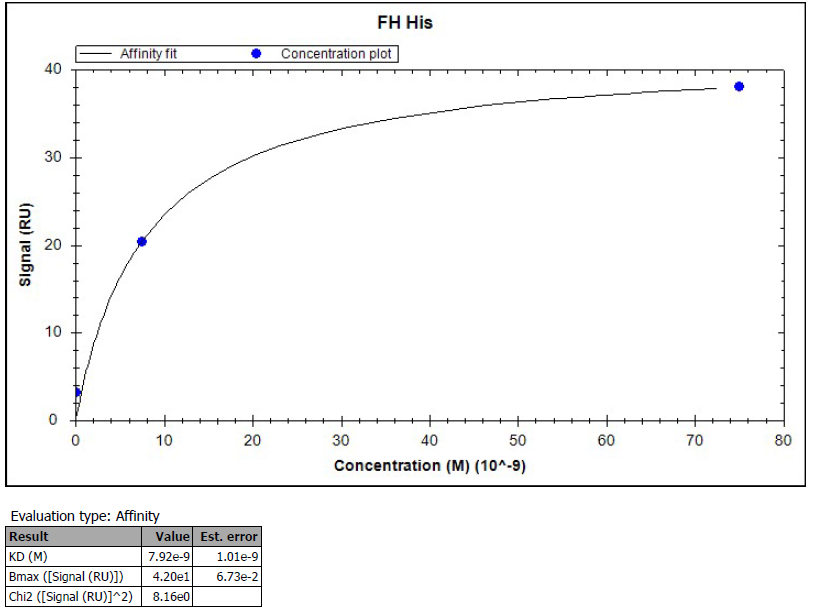 FH His
Affinity fit
Concentration plot
40
30
20
10
0
Signal (RU)
0 10 20 30 40 50 60 70 80
Concentration (M) (10^-9)
Evaluation type: Affinity
Result Value Est. error
KD (M) 7.92e-9 1.01e-9
Bmax ([Signal (RU)]) 4.20e1 6.73e-2
Chi2 ([Signal (RU)]^2) 8.16e0